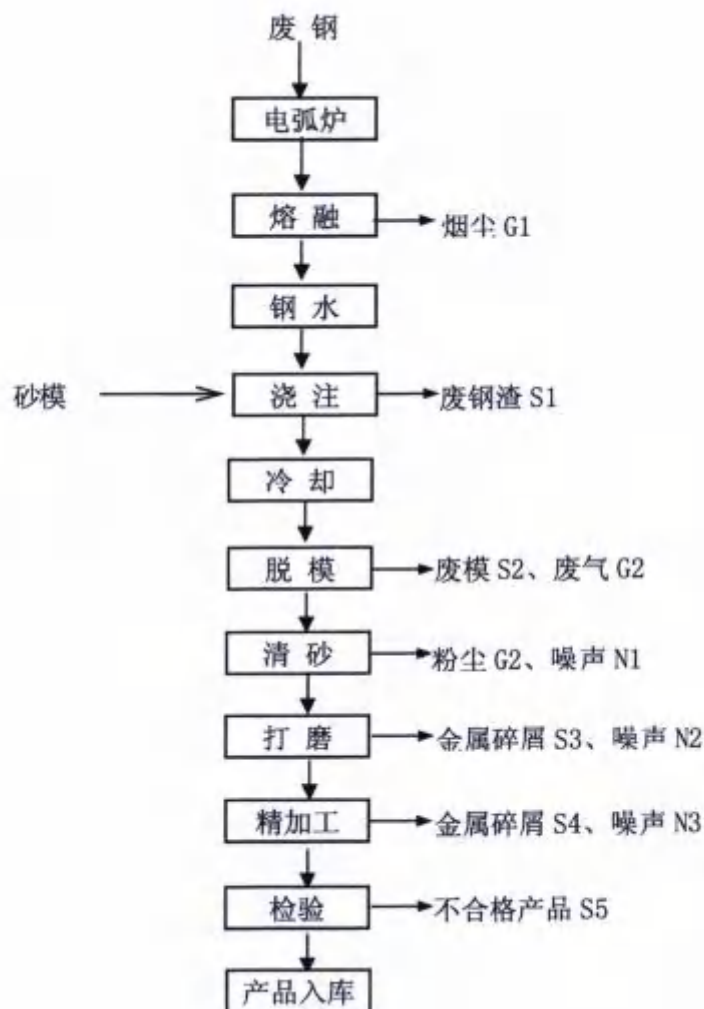 废 钢
电弧炉
熔 融
烟尘 G1
钢 水
砂模
浇 注
废钢渣 S1
冷 却
脱 模
废模 S2、废气 G2
清 砂
粉尘 G2、噪声 N1
打 磨
金属碎屑 S3、噪声 N2
精加工
金属碎屑 S4、噪声 N3
检验
不合格产品 S5
产品入库